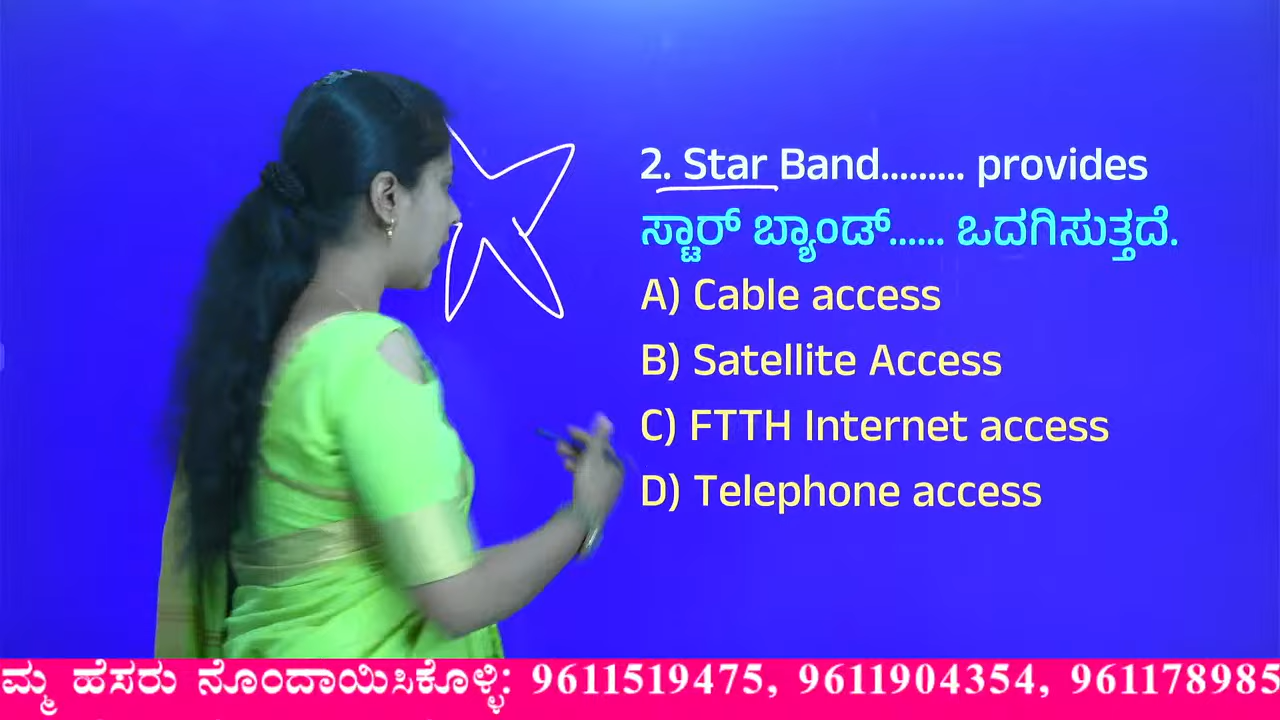 2. Star Band......... provides
ಸ್ಟಾರ್ ಬ್ಯಾಂಡ್...... ಒದಗಿಸುತ್ತದೆ.
A) Cable access
B) Satellite Access
C) FTTH Internet access
D) Telephone access
ಮ್ಮ ಹೆಸರು ನೊಂದಾಯಿಸಿಕೊಳ್ಳಿ: 9611519475, 9611904354, 961178985